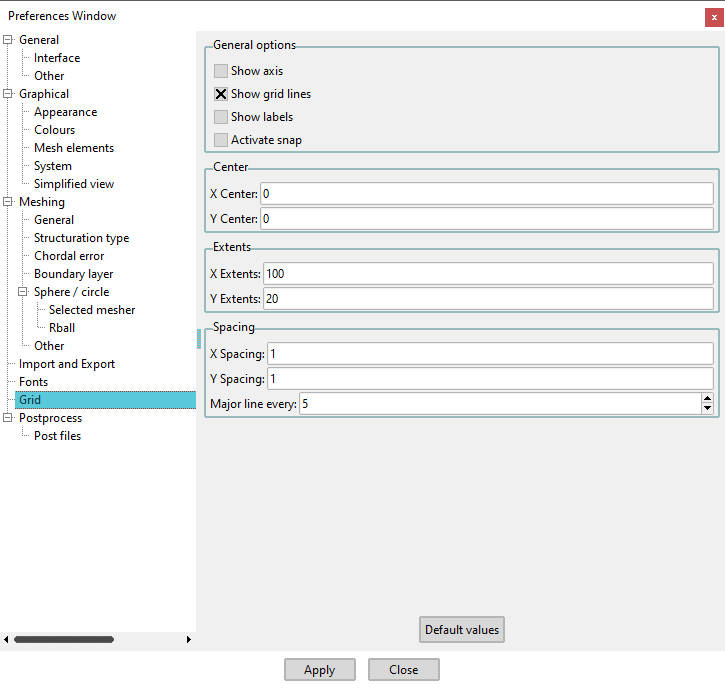 Preferences Window
x
General
Interface
Other
Graphical
Appearance
Colours
Mesh elements
System
Simplified view
Meshing
General
Structuration type
Chordal error
Boundary layer
Sphere / circle
Selected mesher
Rball
Other
Import and Export
Fonts
Grid
Postprocess
Post files
General options
Show axis
Show grid lines
Show labels
Activate snap
Center
X Center: 0
Y Center: 0
Extents
X Extents: 100
Y Extents: 20
Spacing
X Spacing: 1
Y Spacing: 1
Major line every: 5
Default values
Apply Close